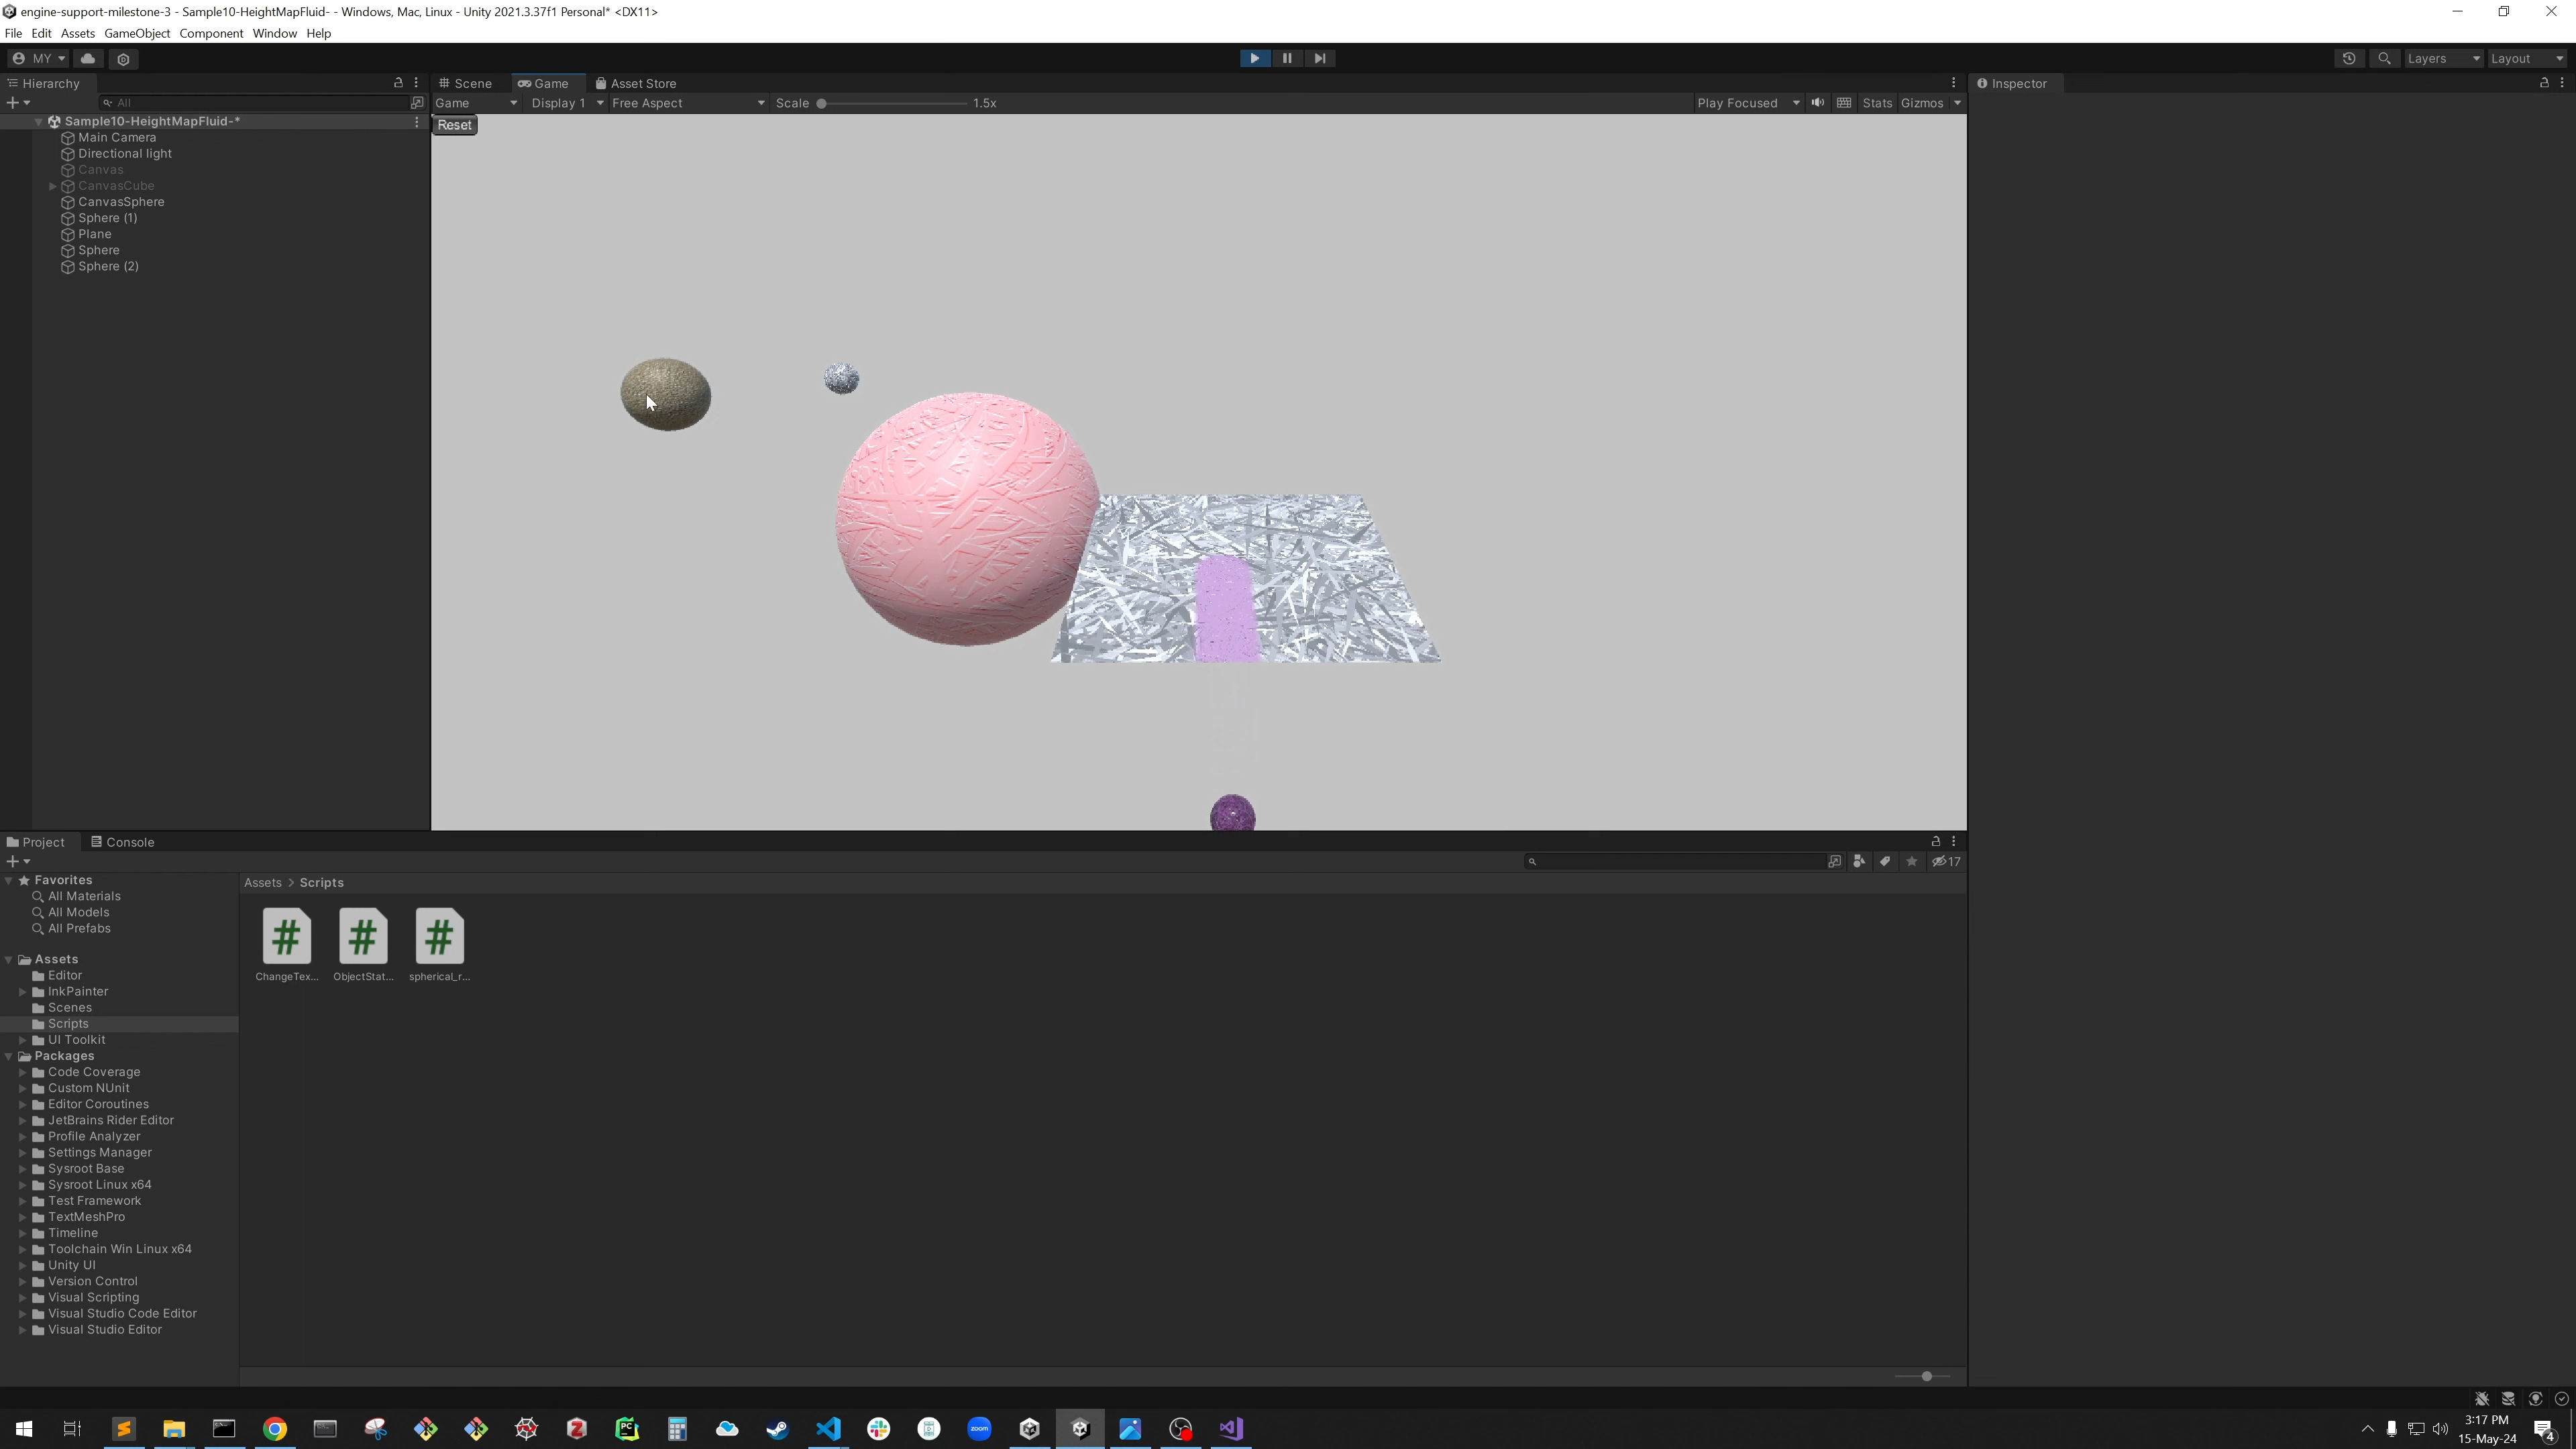 engine-support-milestone-3 - Sample10-HeightMapFluid- - Windows, Mac, Linux - Unity 2021.3.37f1 Personal* <DX11>
File Edit Assets GameObject Component Window Help
MY Layers Layout
Hierarchy
All
Sample10-HeightMapFluid-*
Main Camera
Directional light
Canvas
CanvasCube
CanvasSphere
Sphere (1)
Plane
Sphere
Sphere (2)
Scene Game Asset Store
Game Display 1 Free Aspect Scale 1.5x Play Focused Stats Gizmos
Reset
Inspector
Project Console
17
Favorites
All Materials
All Models
All Prefabs
Assets
Editor
InkPainter
Scenes
Scripts
UI Toolkit
Packages
Code Coverage
Custom NUnit
Editor Coroutines
JetBrains Rider Editor
Profile Analyzer
Settings Manager
Sysroot Base
Sysroot Linux x64
Test Framework
TextMeshPro
Timeline
Toolchain Win Linux x64
Unity UI
Version Control
Visual Scripting
Visual Studio Code Editor
Visual Studio Editor
Assets > Scripts
ChangeTex... ObjectStat... spherical_r...
PC
zoom
3:17 PM
15-May-24
4